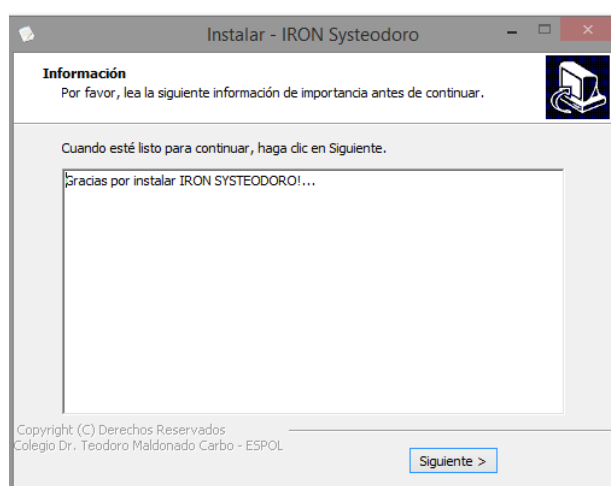 Instalar - IRON Systeodoro
Información
Por favor, lea la siguiente información de importancia antes de continuar.
Cuando esté listo para continuar, haga clic en Siguiente.
Gracias por instalar IRON SYSTEODORO!...
Copyright (C) Derechos Reservados
Colegio Dr. Teodoro Maldonado Carbo - ESPOL
Siguiente >